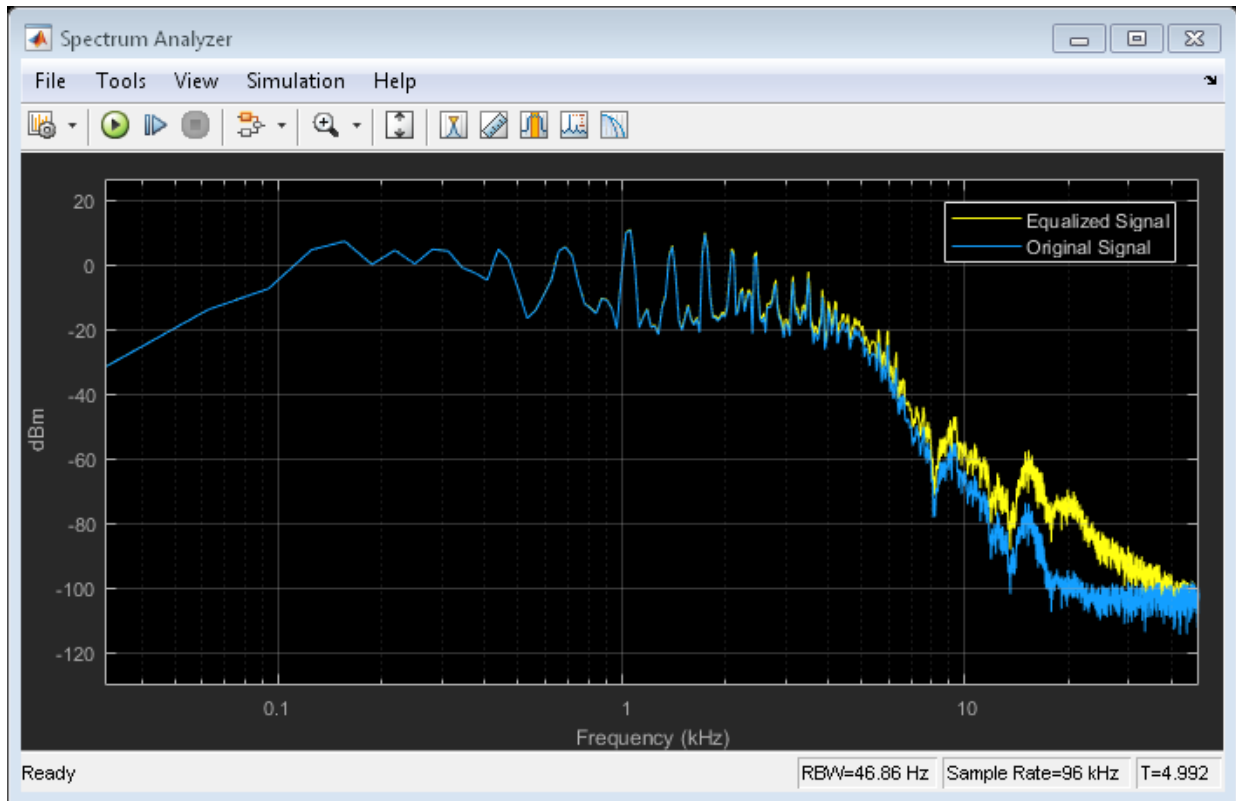 Spectrum Analyzer
File Tools View Simulation Help
Equalized Signal
Original Signal
20
0
-20
-40
-60
-80
-100
-120
dBm
0.1 1 10
Frequency (kHz)
Ready RBW=46.86 Hz Sample Rate=96 kHz T=4.992